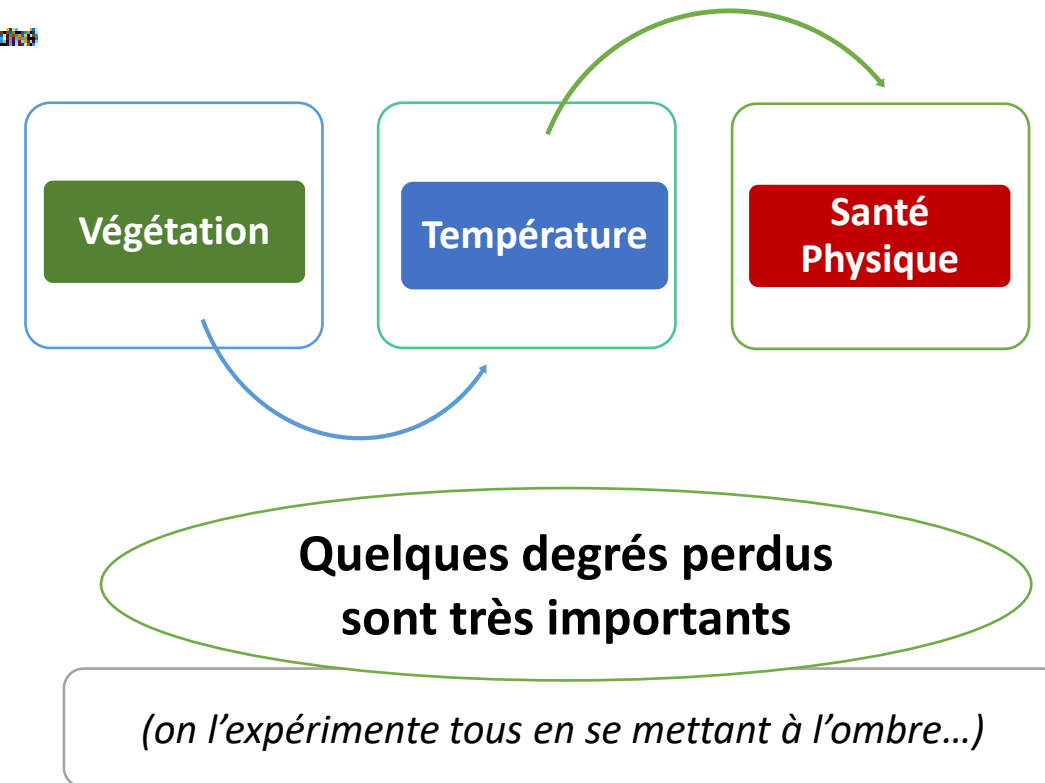 Végétation
Température
Santé
Physique
Quelques degrés perdus
sont très importants
(on l’expérimente tous en se mettant à l’ombre…)